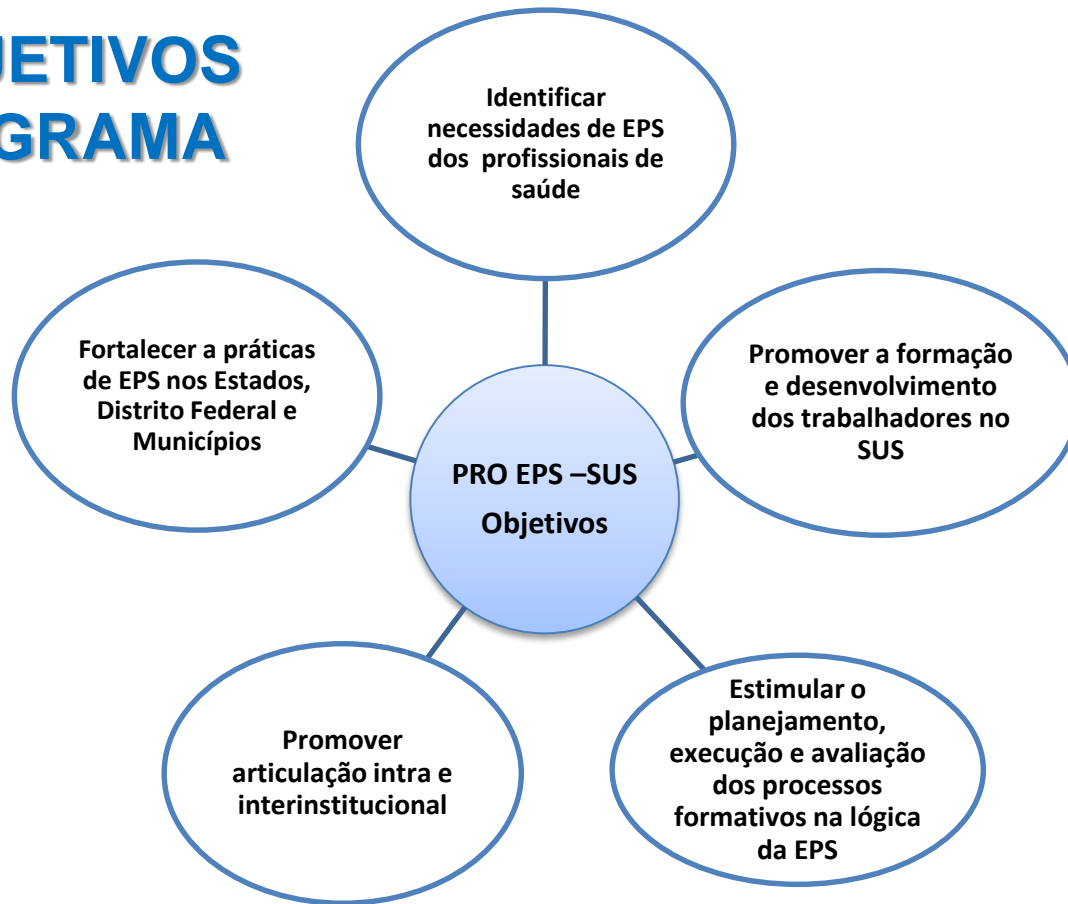 JETIVOS
GRAMA
Identificar
necessidades de EPS
dos profissionais de
saúde
Fortalecer a práticas
de EPS nos Estados,
Distrito Federal e
Municípios
Promover a formação
e desenvolvimento
dos trabalhadores no
SUS
PRO EPS –SUS
Objetivos
Promover
articulação intra e
interinstitucional
Estimular o
planejamento,
execução e avaliação
dos processos
formativos na lógica
da EPS